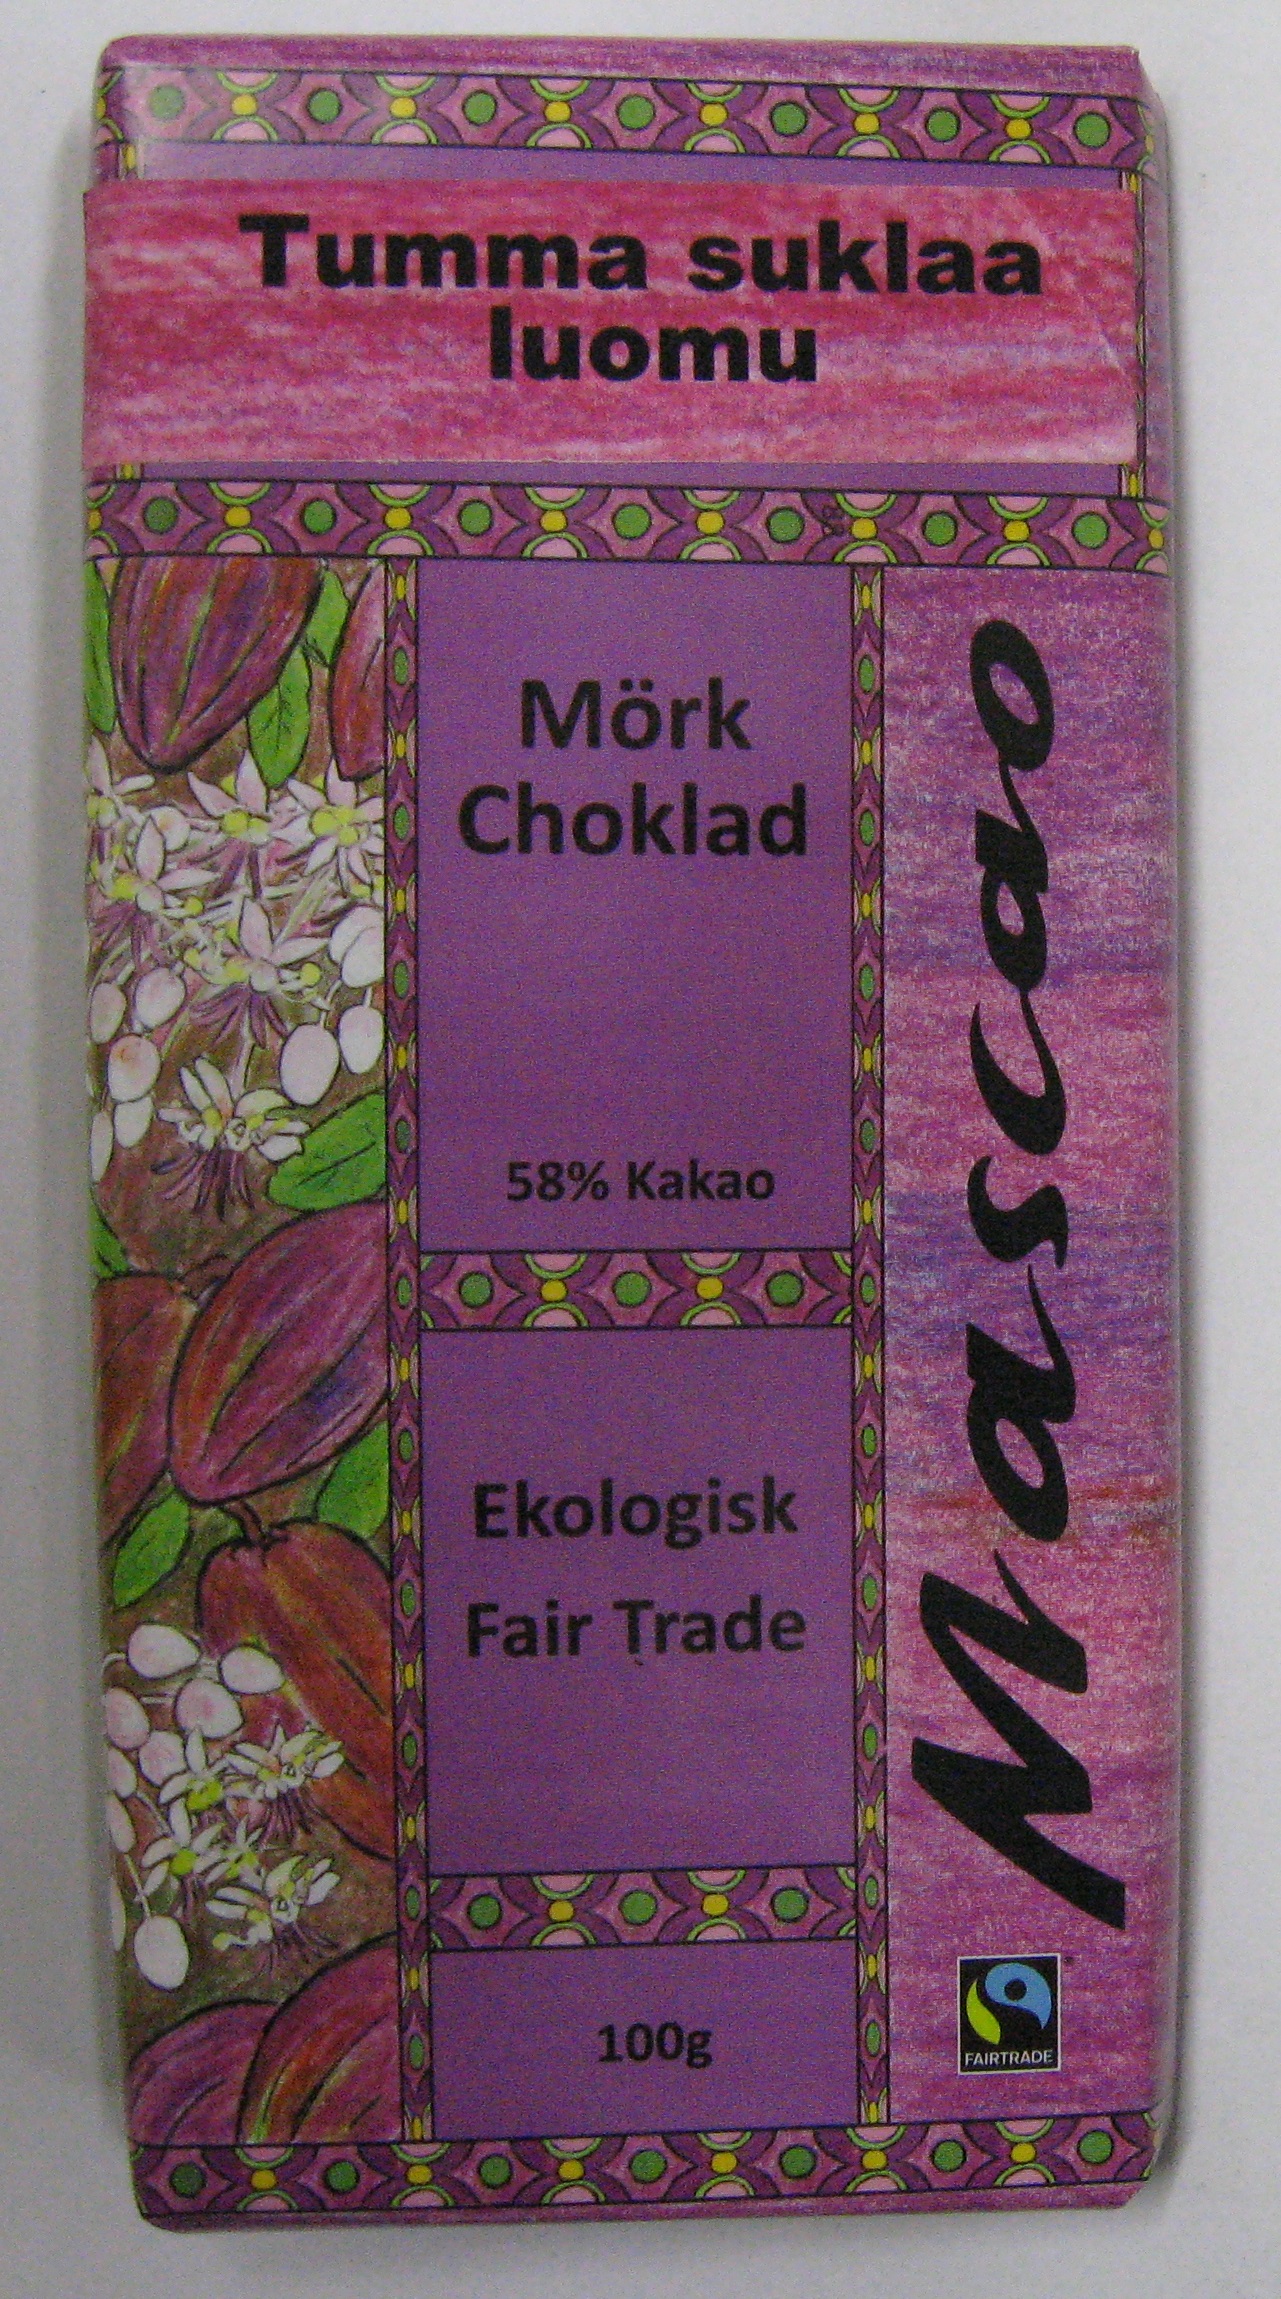 Tumma suklaa
luomu
Mörk
Choklad
58% Kakao
Ekologisk
Fair Trade
100g
Mascao
FAIRTRADE